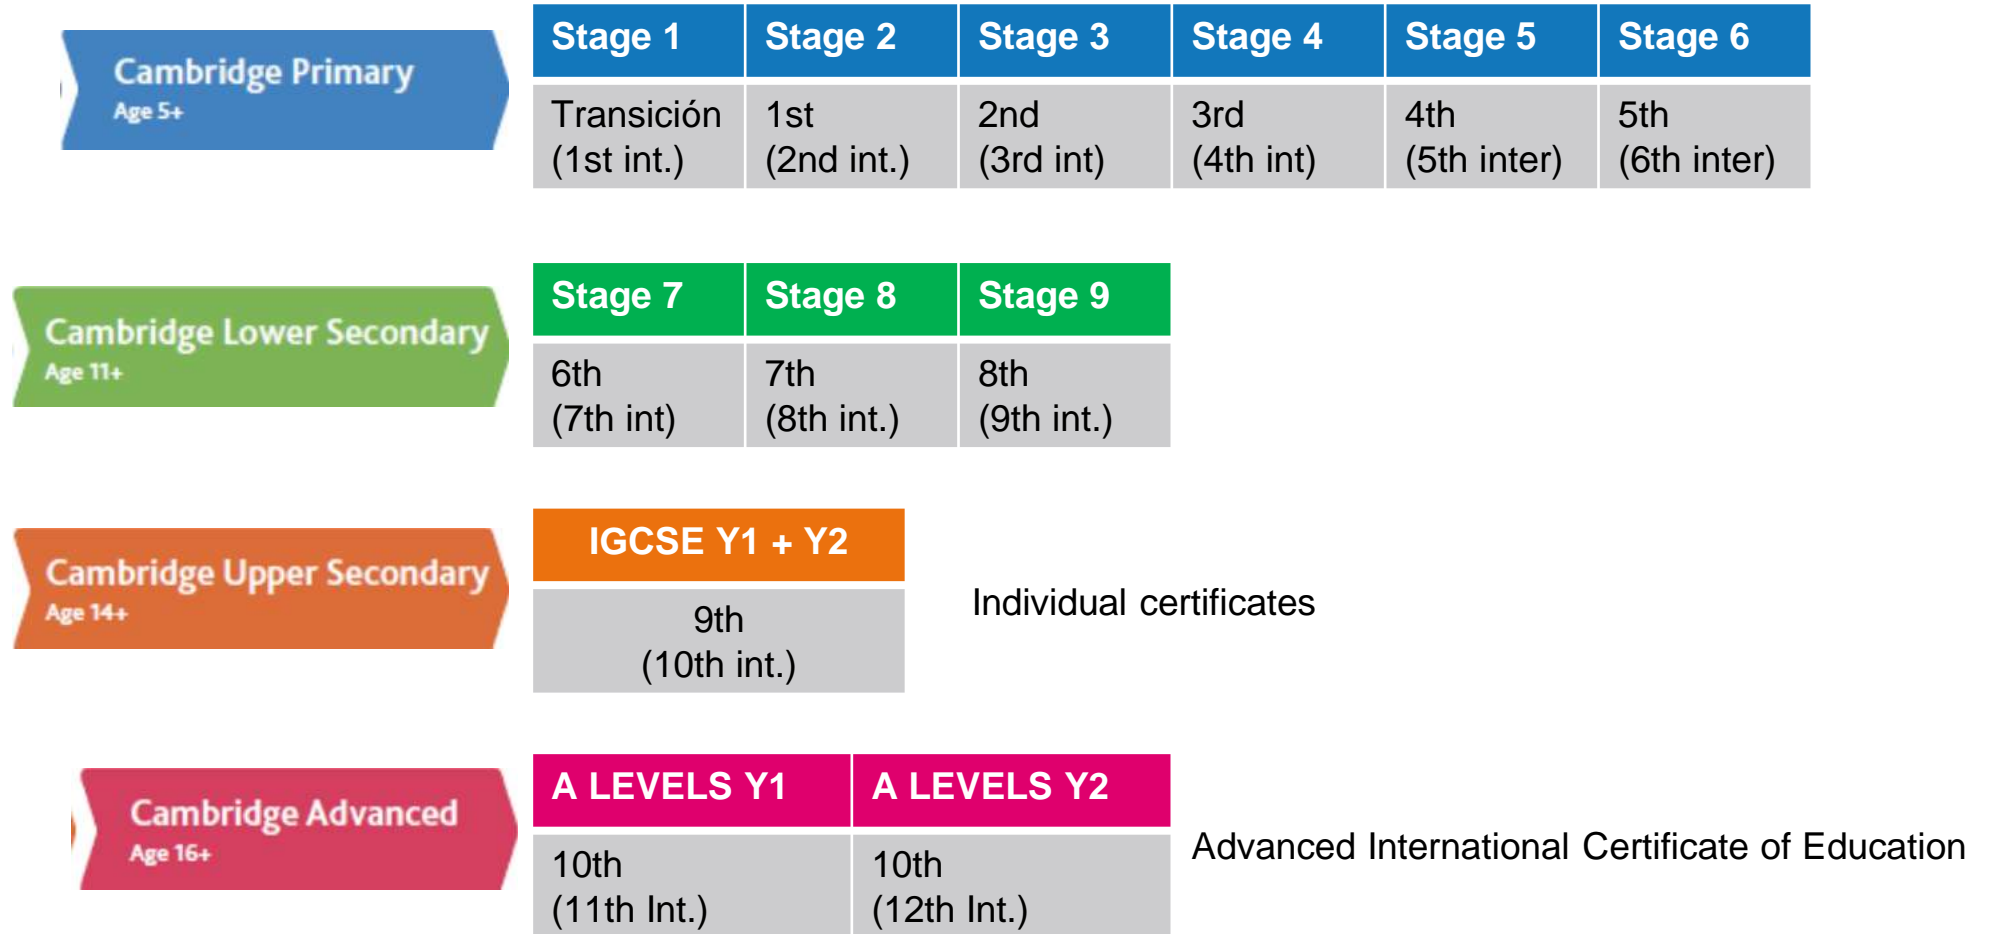 Cambridge Primary
Age 5+
Stage 1 Stage 2 Stage 3 Stage 4 Stage 5 Stage 6
Transición 1st 2nd 3rd 4th 5th
(1st int.) (2nd int.) (3rd int) (4th int) (5th inter) (6th inter)
Cambridge Lower Secondary
Age 11+
Stage 7 Stage 8 Stage 9
6th 7th 8th
(7th int) (8th int.) (9th int.)
Cambridge Upper Secondary
Age 14+
IGCSE Y1 + Y2
9th
(10th int.)
Individual certificates
Cambridge Advanced
Age 16+
A LEVELS Y1 A LEVELS Y2
10th 10th
(11th Int.) (12th Int.)
Advanced International Certificate of Education